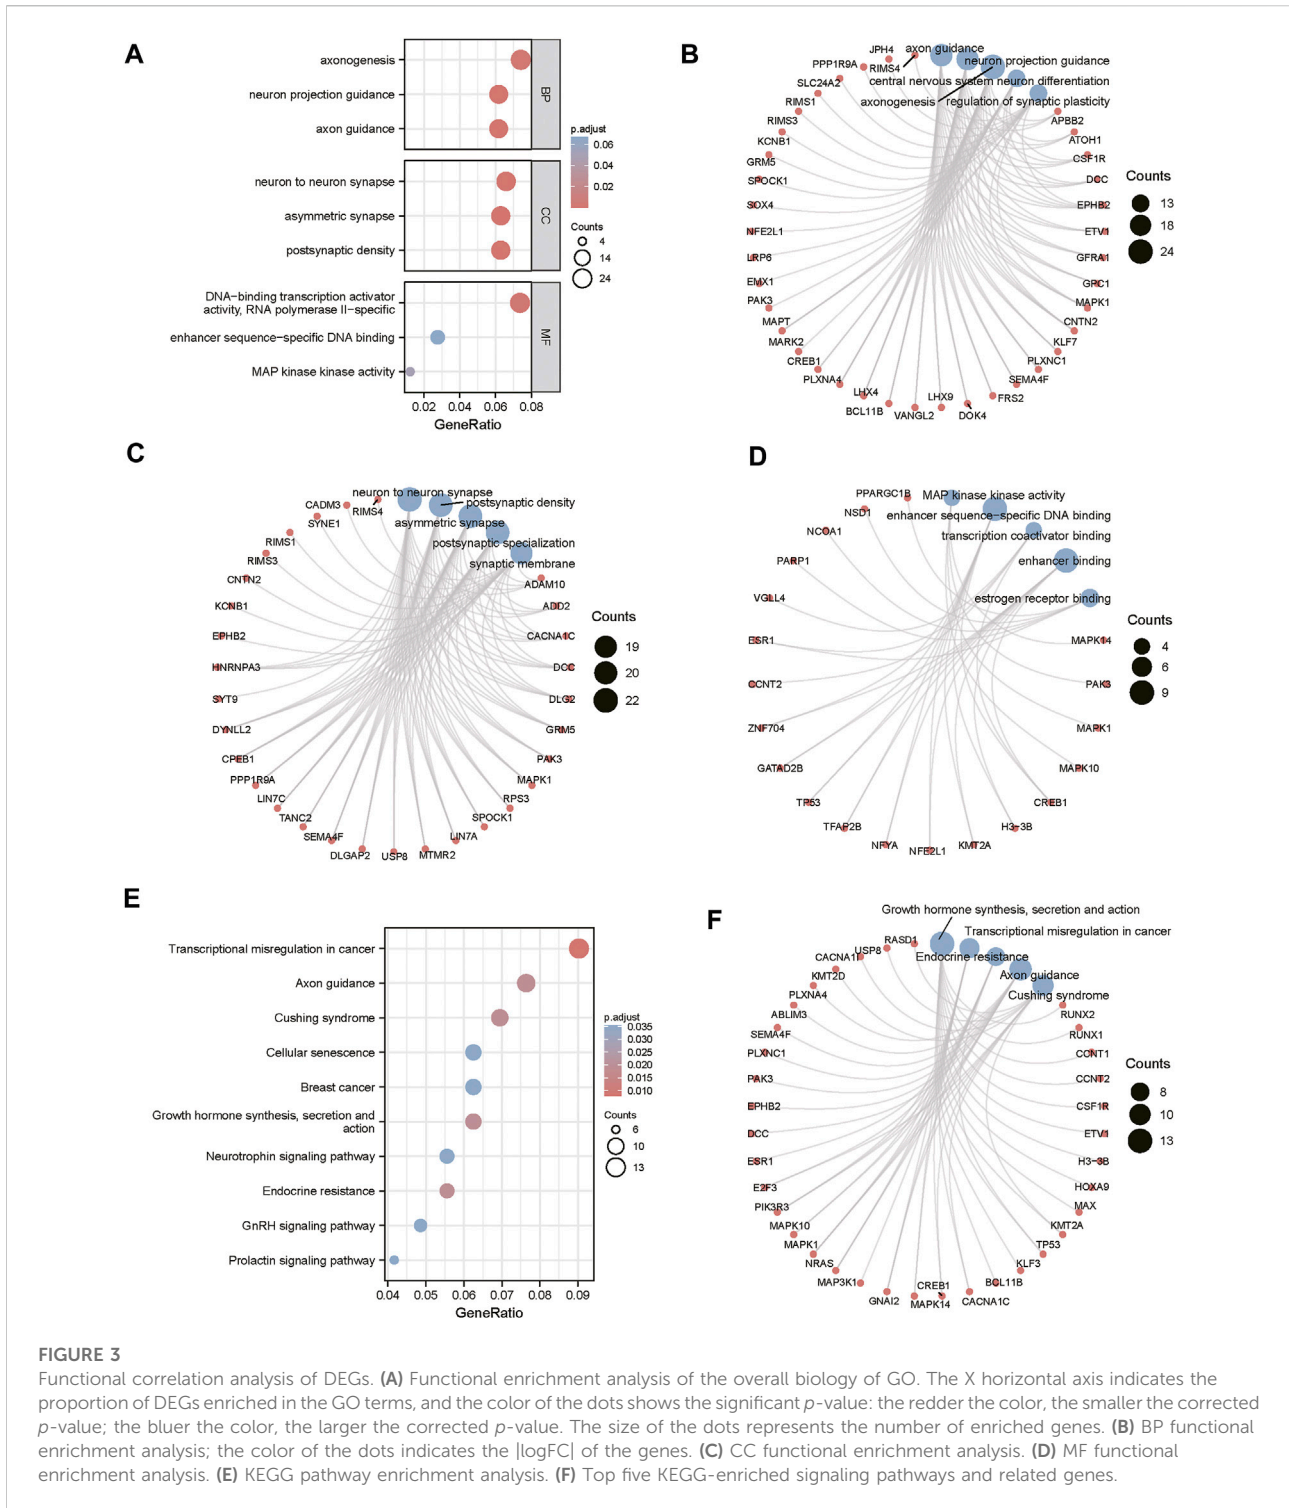 A
axonogenesis
neuron projection guidance
axon guidance
BP
neuron to neuron synapse
asymmetric synapse
postsynaptic density
CC
DNA−binding transcription activator
activity, RNA polymerase II−specific
enhancer sequence−specific DNA binding
MAP kinase kinase activity
MF
0.02 0.04 0.06 0.08
GeneRatio
p.adjust
0.06
0.04
0.02
Counts
4
14
24
B
axon guidance
neuron projection guidance
central nervous system neuron differentiation
axonogenesis
regulation of synaptic plasticity
JPH4
RIMS4
PPP1R9A
SLC24A2
RIMS1
RIMS3
KCNB1
GRM5
SPOCK1
SOX4
NFE2L1
LRP6
EMX1
PAK3
MAPT
MARK2
CREB1
PLXNA4
LHX4
BCL11B
VANGL2
LHX9
DOK4
FRS2
SEMA4F
PLXNC1
KLF7
CNTN2
MAPK1
GPC1
GFRA1
ETV1
EPHB2
DCC
CSF1R
ATOH1
APBB2
Counts
13
18
24
C
neuron to neuron synapse
postsynaptic density
asymmetric synapse
postsynaptic specialization
synaptic membrane
RIMS4
CADM3
SYNE1
RIMS1
RIMS3
CNTN2
KCNB1
EPHB2
HNRNPA3
SYT9
DYNLL2
CPEB1
PPP1R9A
LIN7C
TANC2
SEMA4F
DLGAP2
USP8
MTMR2
LIN7A
SPOCK1
RPS3
MAPK1
PAK3
GRM5
DLG2
DCC
CACNA1C
ADD2
ADAM10
Counts
19
20
22
D
MAP kinase kinase activity
enhancer sequence−specific DNA binding
transcription coactivator binding
enhancer binding
estrogen receptor binding
PPARGC1B
NSD1
NCOA1
PARP1
VGLL4
ESR1
CCNT2
ZNF704
GATAD2B
TP53
TFAP2B
NFYA
NFE2L1
KMT2A
H3−3B
CREB1
MAPK10
MAPK1
PAK3
MAPK14
Counts
4
6
9
E
Transcriptional misregulation in cancer
Axon guidance
Cushing syndrome
Cellular senescence
Breast cancer
Growth hormone synthesis, secretion and
action
Neurotrophin signaling pathway
Endocrine resistance
GnRH signaling pathway
Prolactin signaling pathway
0.04 0.05 0.06 0.07 0.08 0.09
GeneRatio
p.adjust
0.035
0.030
0.025
0.020
0.015
0.010
Counts
6
10
13
F
Growth hormone synthesis, secretion and action
Transcriptional misregulation in cancer
Endocrine resistance
Axon guidance
Cushing syndrome
RASD1
USP8
CACNA1I
KMT2D
PLXNA4
ABLIM3
SEMA4F
PLXNC1
PAK3
EPHB2
DCC
ESR1
E2F3
PIK3R3
MAPK10
MAPK1
NRAS
MAP3K1
GNAI2
CREB1
MAPK14
CACNA1C
BCL11B
KLF3
TP53
KMT2A
MAX
HOXA9
H3−3B
ETV1
CSF1R
CCNT2
CCNT1
RUNX1
RUNX2
Counts
8
10
13
FIGURE 3
Functional correlation analysis of DEGs. (A) Functional enrichment analysis of the overall biology of GO. The X horizontal axis indicates the
proportion of DEGs enriched in the GO terms, and the color of the dots shows the significant p-value: the redder the color, the smaller the corrected
p-value; the bluer the color, the larger the corrected p-value. The size of the dots represents the number of enriched genes. (B) BP functional
enrichment analysis; the color of the dots indicates the |logFC| of the genes. (C) CC functional enrichment analysis. (D) MF functional
enrichment analysis. (E) KEGG pathway enrichment analysis. (F) Top five KEGG-enriched signaling pathways and related genes.